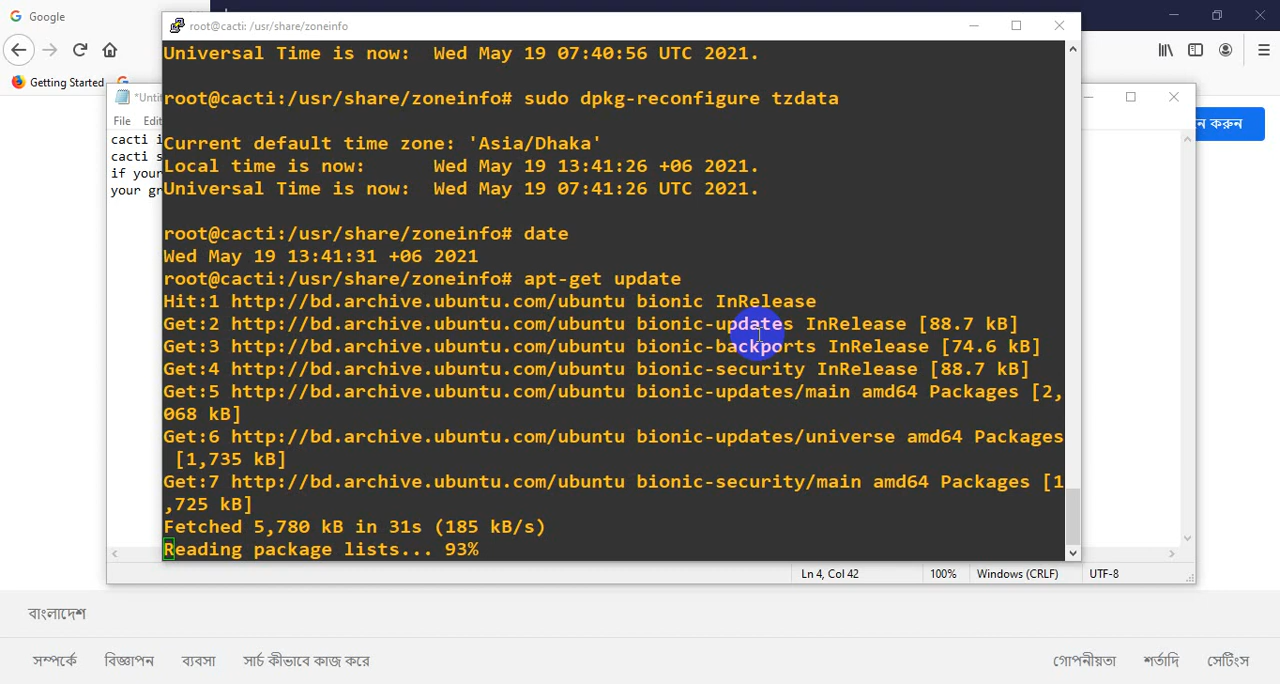 Google
root@cacti: /usr/share/zoneinfo
Getting Started
*Unti
File Edit
cacti i
cacti s
if your
your gr
Universal Time is now:  Wed May 19 07:40:56 UTC 2021.
root@cacti:/usr/share/zoneinfo# sudo dpkg-reconfigure tzdata
Current default time zone: 'Asia/Dhaka'
Local time is now:      Wed May 19 13:41:26 +06 2021.
Universal Time is now:  Wed May 19 07:41:26 UTC 2021.
root@cacti:/usr/share/zoneinfo# date
Wed May 19 13:41:31 +06 2021
root@cacti:/usr/share/zoneinfo# apt-get update
Hit:1 http://bd.archive.ubuntu.com/ubuntu bionic InRelease
Get:2 http://bd.archive.ubuntu.com/ubuntu bionic-updates InRelease [88.7 kB]
Get:3 http://bd.archive.ubuntu.com/ubuntu bionic-backports InRelease [74.6 kB]
Get:4 http://bd.archive.ubuntu.com/ubuntu bionic-security InRelease [88.7 kB]
Get:5 http://bd.archive.ubuntu.com/ubuntu bionic-updates/main amd64 Packages [2,
068 kB]
Get:6 http://bd.archive.ubuntu.com/ubuntu bionic-updates/universe amd64 Packages
[1,735 kB]
Get:7 http://bd.archive.ubuntu.com/ubuntu bionic-security/main amd64 Packages [1
,725 kB]
Fetched 5,780 kB in 31s (185 kB/s)
Reading package lists... 93%
ন করুন
Ln 4, Col 42 100% Windows (CRLF) UTF-8
বাংলাদেশ
সম্পর্কে বিজ্ঞাপন ব্যবসা সার্চ কীভাবে কাজ করে গোপনীয়তা শর্তাদি সেটিংস